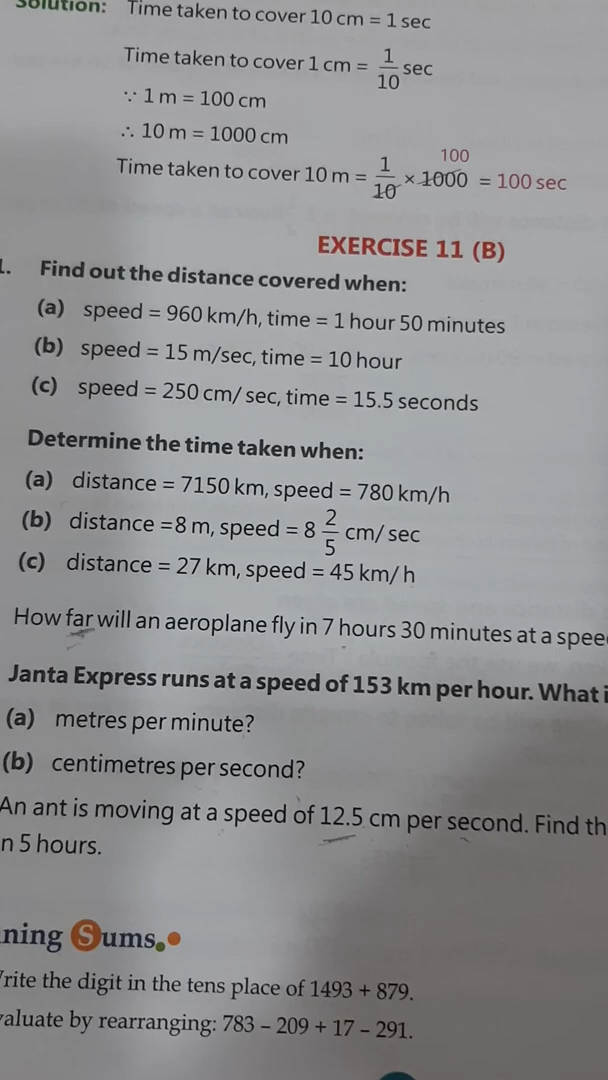 Solution: Time taken to cover 10 cm = 1 sec
Time taken to cover 1 cm = 1/10 sec
∵ 1 m = 100 cm
∴ 10 m = 1000 cm
Time taken to cover 10 m = 1/10 × 1000 100 = 100 sec
EXERCISE 11 (B)
1. Find out the distance covered when:
(a) speed = 960 km/h, time = 1 hour 50 minutes
(b) speed = 15 m/sec, time = 10 hour
(c) speed = 250 cm/ sec, time = 15.5 seconds
Determine the time taken when:
(a) distance = 7150 km, speed = 780 km/h
(b) distance =8 m, speed = 8 2/5 cm/ sec
(c) distance = 27 km, speed = 45 km/ h
How far will an aeroplane fly in 7 hours 30 minutes at a spee
Janta Express runs at a speed of 153 km per hour. What i
(a) metres per minute?
(b) centimetres per second?
An ant is moving at a speed of 12.5 cm per second. Find th
n 5 hours.
ning Sums
rite the digit in the tens place of 1493 + 879.
valuate by rearranging: 783 – 209 + 17 – 291.